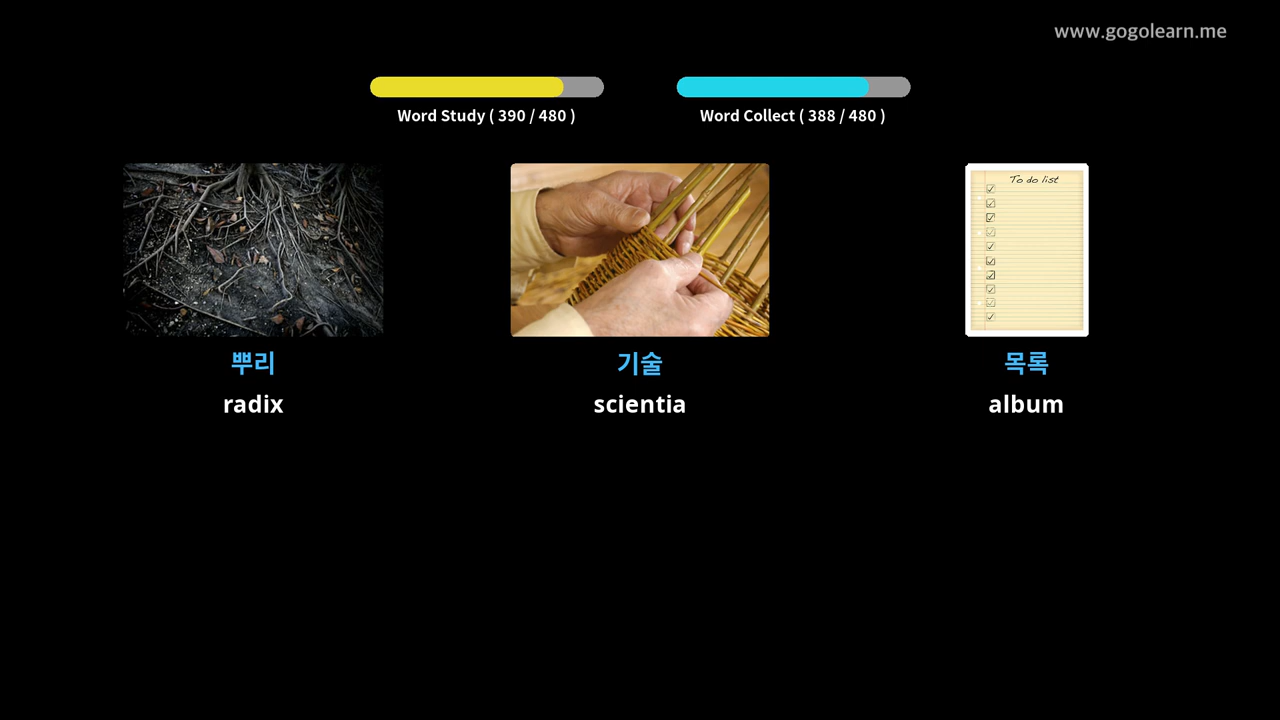 www.gogolearn.me
Word Study ( 390 / 480 )
Word Collect ( 388 / 480 )
To do list
뿌리
기술
목록
radix
scientia
album